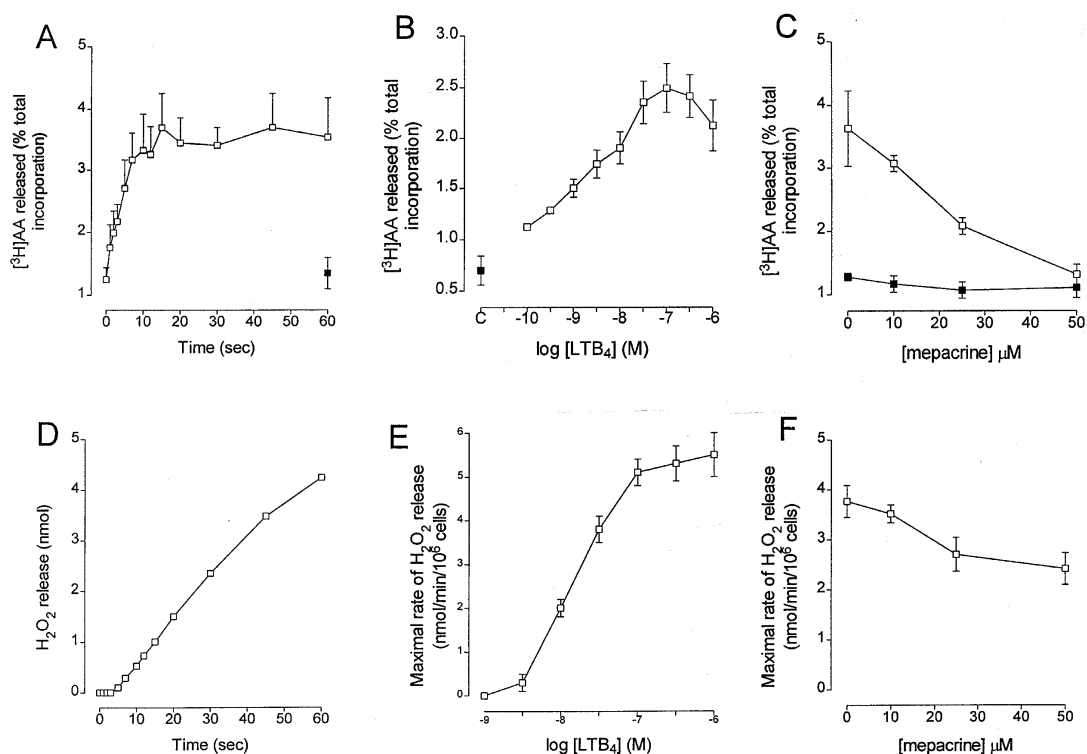 A
[³H]AA released (% total
incorporation)
5
4
3
2
1
0 10 20 30 40 50 60
Time (sec)
B
[³H]AA released (% total
incorporation)
3.0
2.5
2.0
1.5
1.0
0.5
C -10 -9 -8 -7 -6
log [LTB₄] (M)
C
[³H]AA released (% total
incorporation)
5
4
3
2
1
0 10 20 30 40 50
[mepacrine] μM
D
H₂O₂ release (nmol)
5
4
3
2
1
0
0 10 20 30 40 50 60
Time (sec)
E
Maximal rate of H₂O₂ release
(nmol/min/10⁶ cells)
6
5
4
3
2
1
0
-9 -8 -7 -6
log [LTB₄] (M)
F
Maximal rate of H₂O₂ release
(nmol/min/10⁶ cells)
5
4
3
2
1
0
0 10 20 30 40 50
[mepacrine] μM